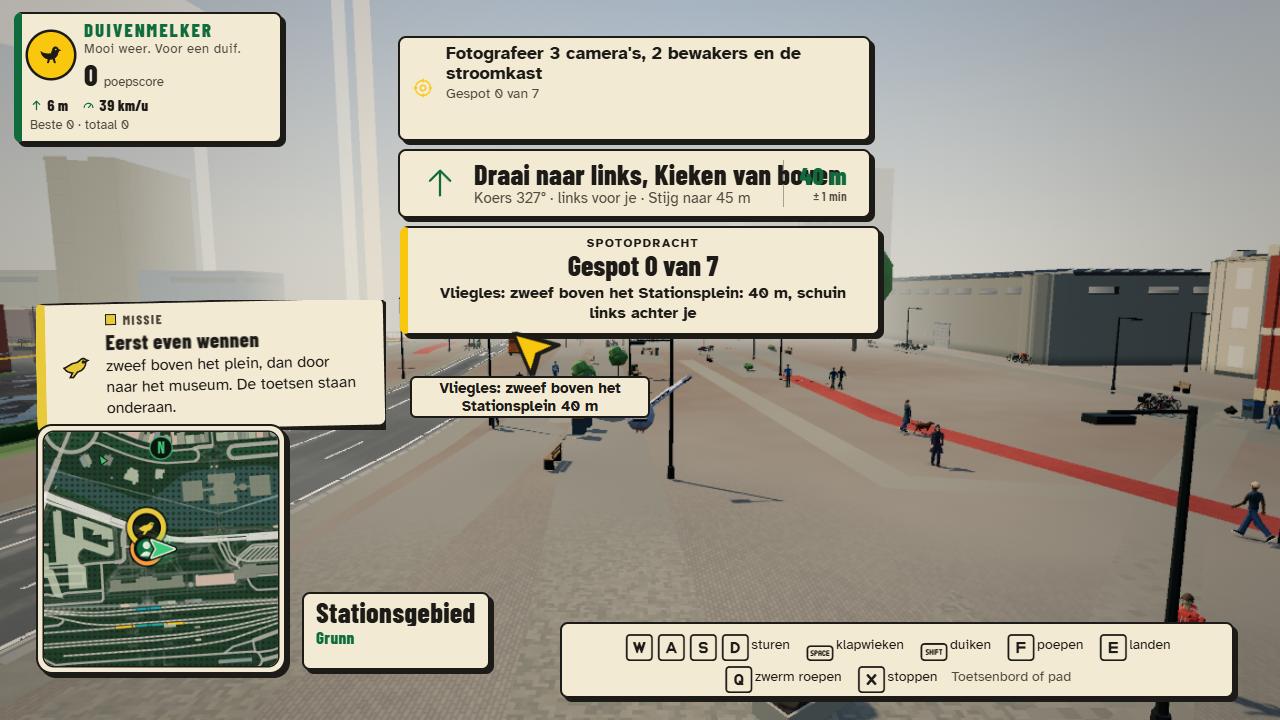 DUIVENMELKER
Mooi weer. Voor een duif.
0 poepscore
6 m 39 km/u
Beste 0 · totaal 0
Fotografeer 3 camera's, 2 bewakers en de
stroomkast
Gespot 0 van 7
Draai naar links, Kieken van boven
40 m
Koers 327° · links voor je · Stijg naar 45 m
± 1 min
SPOTOPDRACHT
Gespot 0 van 7
Vliegles: zweef boven het Stationsplein: 40 m, schuin
links achter je
MISSIE
Eerst even wennen
zweef boven het plein, dan door
naar het museum. De toetsen staan
onderaan.
Vliegles: zweef boven het
Stationsplein 40 m
N
Stationsgebied
Grunn
W A S D sturen SPACE klapwieken SHIFT duiken F poepen E landen
Q zwerm roepen X stoppen Toetsenbord of pad